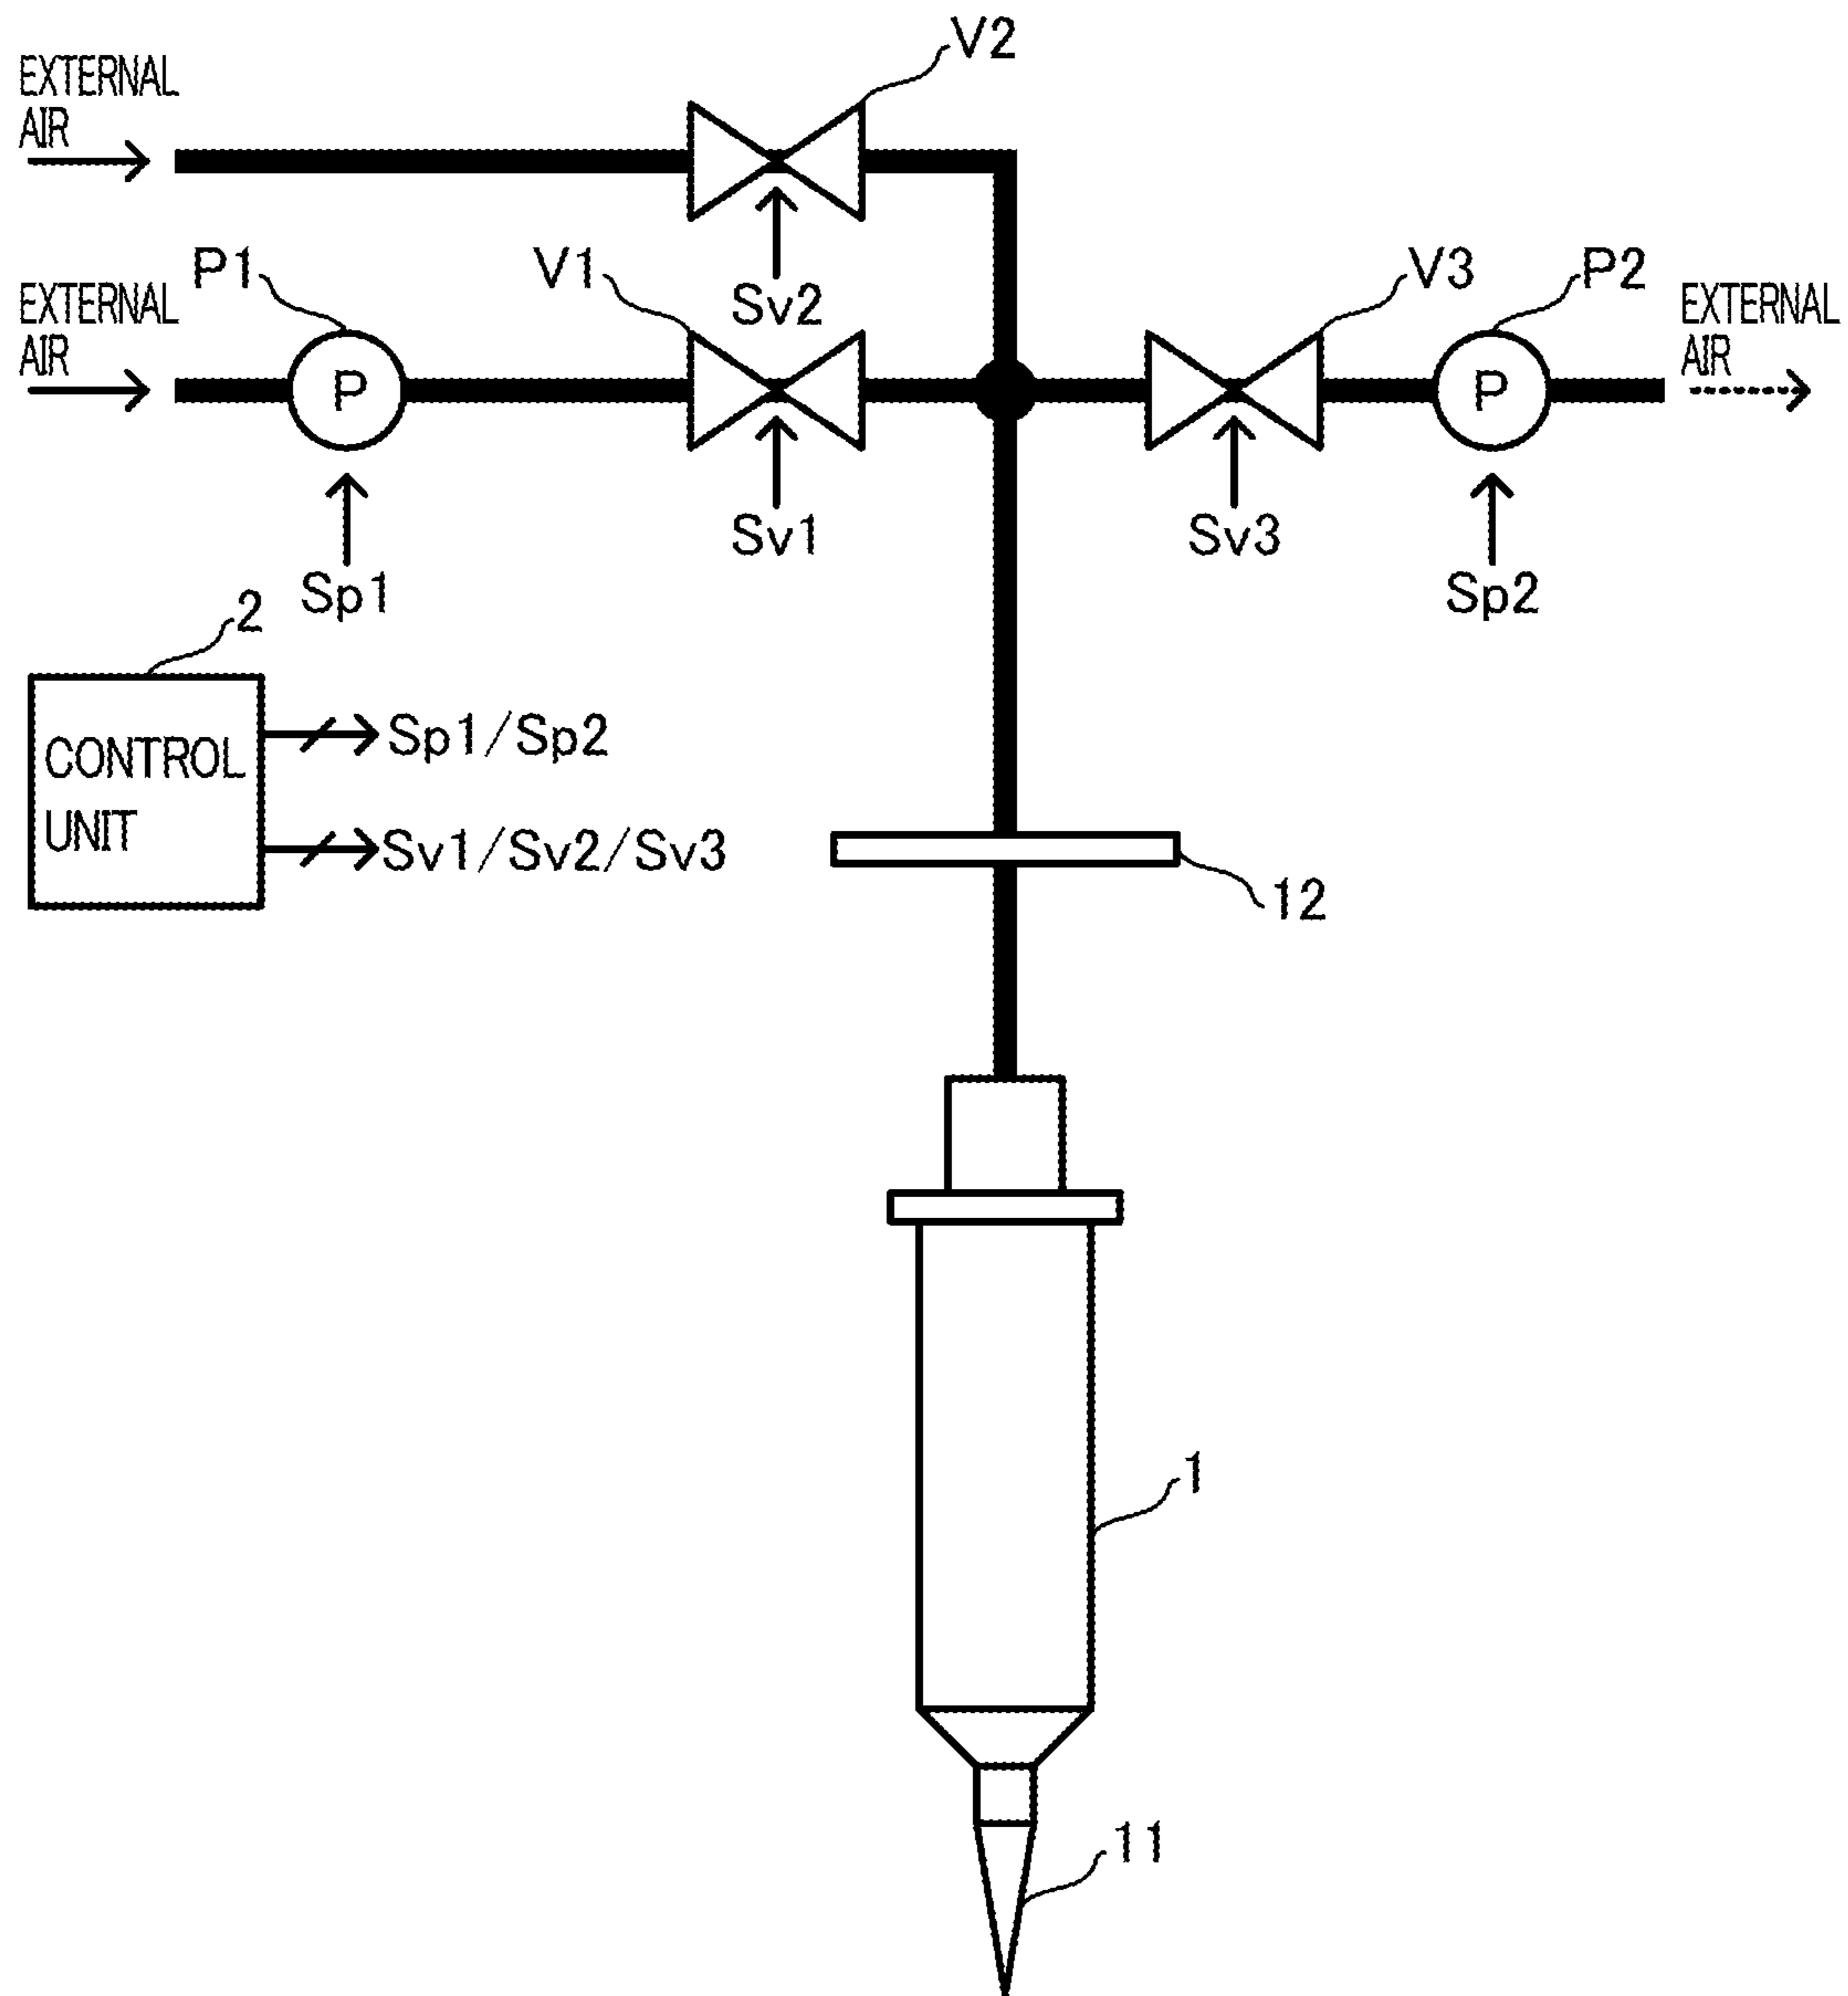 V2
EXTERNAL
AIR
Sv2
P1
V1
V3
P2
EXTERNAL
AIR
EXTERNAL
AIR
P
P
Sv1
Sv3
Sp1
Sp2
2
CONTROL
UNIT
Sp1/Sp2
Sv1/Sv2/Sv3
12
1
11